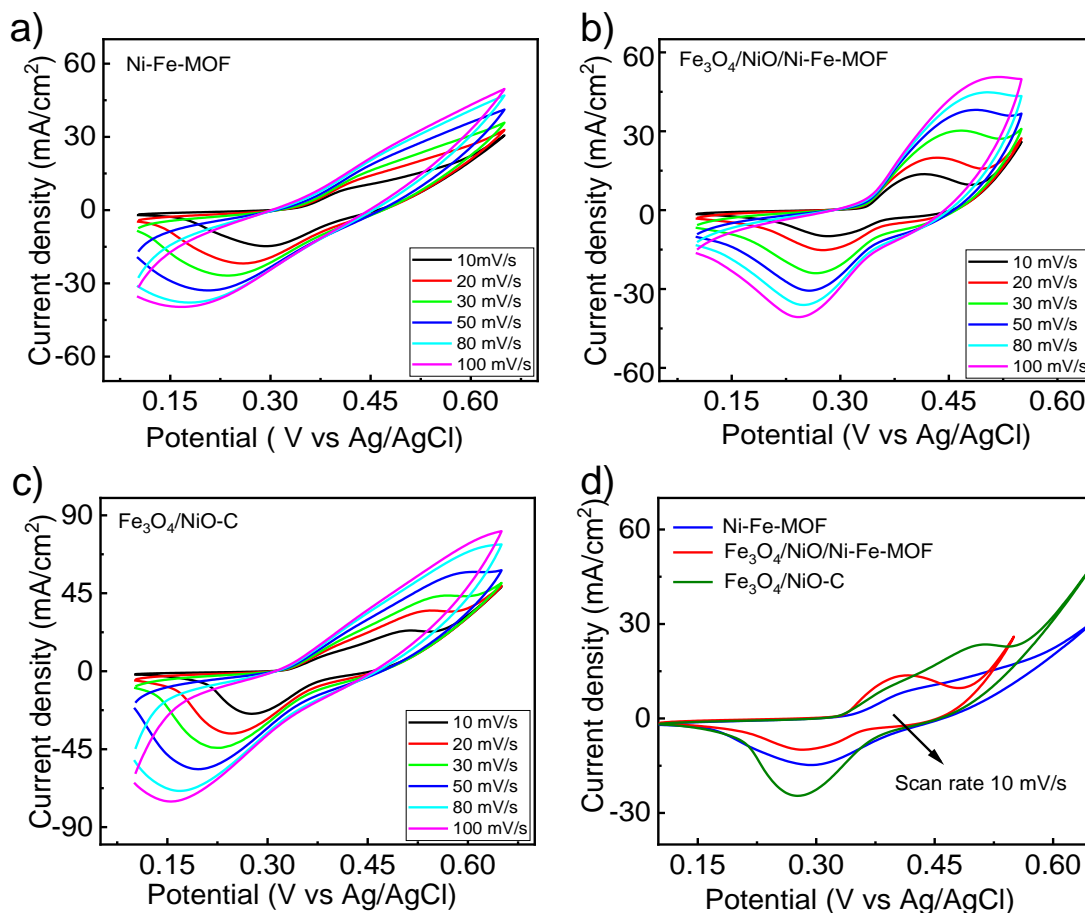 a)
Ni-Fe-MOF
60
30
0
-30
-60
0.15 0.30 0.45 0.60
Current density (mA/cm²)
Potential ( V vs Ag/AgCl)
10mV/s
20 mV/s
30 mV/s
50 mV/s
80 mV/s
100 mV/s
b)
Fe₃O₄/NiO/Ni-Fe-MOF
60
30
0
-30
-60
0.15 0.30 0.45 0.60
Current density (mA/cm²)
Potential (V vs Ag/AgCl)
10 mV/s
20 mV/s
30 mV/s
50 mV/s
80 mV/s
100 mV/s
c)
Fe₃O₄/NiO-C
90
45
0
-45
-90
0.15 0.30 0.45 0.60
Current density (mA/cm²)
Potential (V vs Ag/AgCl)
10 mV/s
20 mV/s
30 mV/s
50 mV/s
80 mV/s
100 mV/s
d)
Ni-Fe-MOF
Fe₃O₄/NiO/Ni-Fe-MOF
Fe₃O₄/NiO-C
60
30
0
-30
0.15 0.30 0.45 0.60
Current density (mA/cm²)
Potential (V vs Ag/AgCl)
Scan rate 10 mV/s